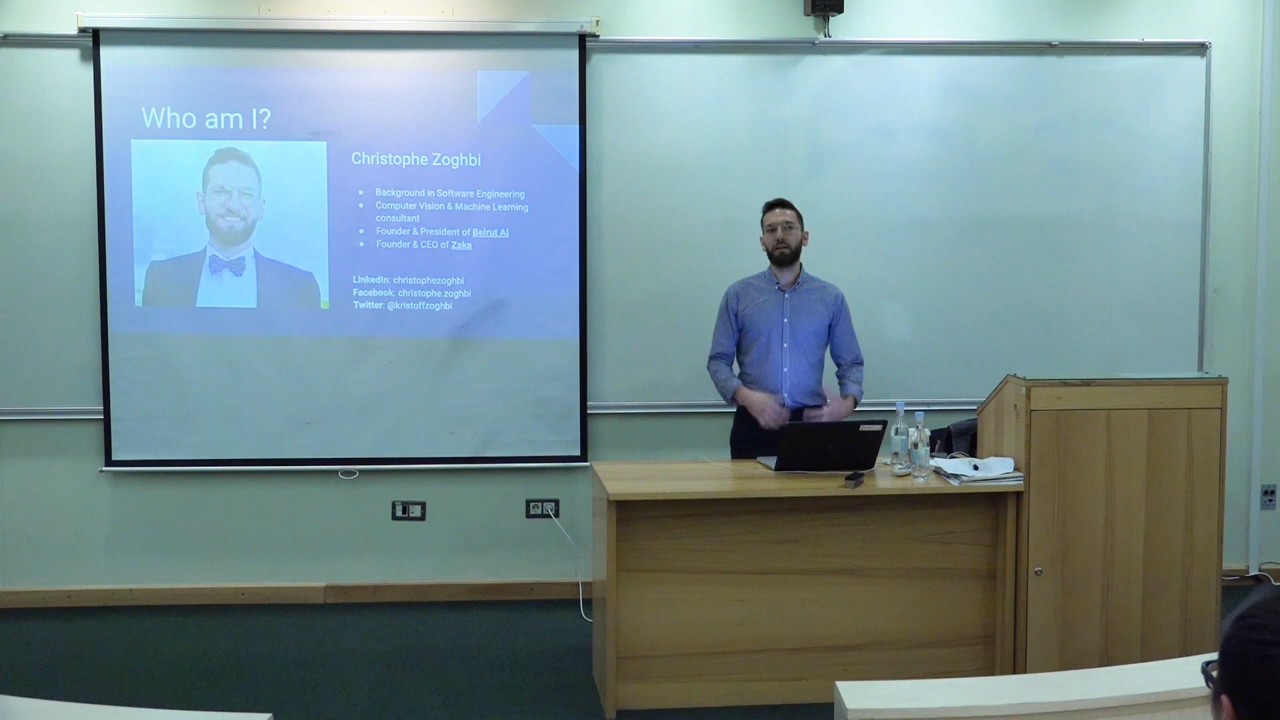 Who am I?
Christophe Zoghbi
Background in Software Engineering
Computer Vision & Machine Learning
consultant
Founder & President of Beirut AI
Founder & CEO of Zaka
LinkedIn: christophezoghbi
Facebook: christophe.zoghbi
Twitter: @kristoffzoghbi